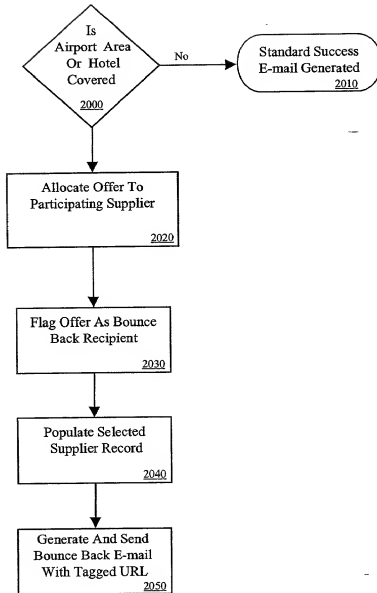 Is
Airport Area
Or Hotel
Covered
2000
No
Standard Success
E-mail Generated
2010
Allocate Offer To
Participating Supplier
2020
Flag Offer As Bounce
Back Recipient
2030
Populate Selected
Supplier Record
2040
Generate And Send
Bounce Back E-mail
With Tagged URL
2050